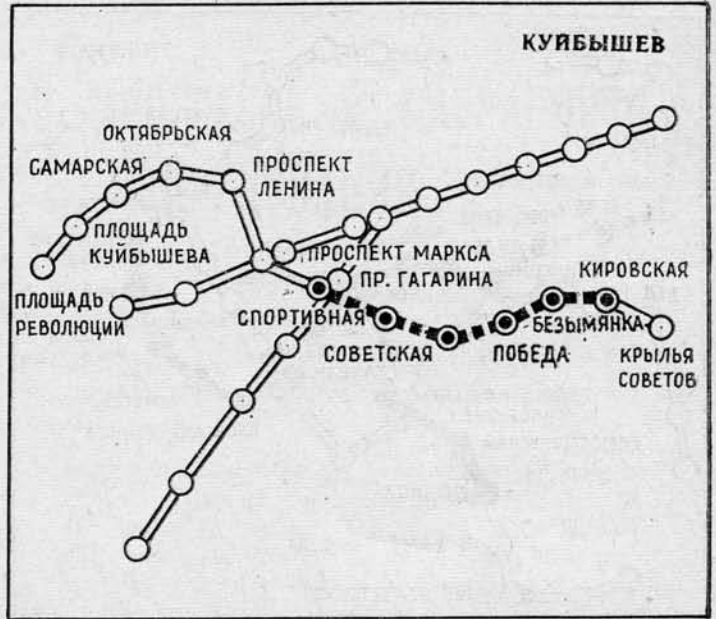 КУЙБЫШЕВ
ОКТЯБРЬСКАЯ
САМАРСКАЯ
ПРОСПЕКТ
ЛЕНИНА
ПЛОЩАДЬ
КУЙБЫШЕВА
ПРОСПЕКТ МАРКСА
ПР. ГАГАРИНА
КИРОВСКАЯ
ПЛОЩАДЬ
РЕВОЛЮЦИИ
СПОРТИВНАЯ
СОВЕТСКАЯ
ПОБЕДА
БЕЗЫМЯНКА
КРЫЛЬЯ
СОВЕТОВ